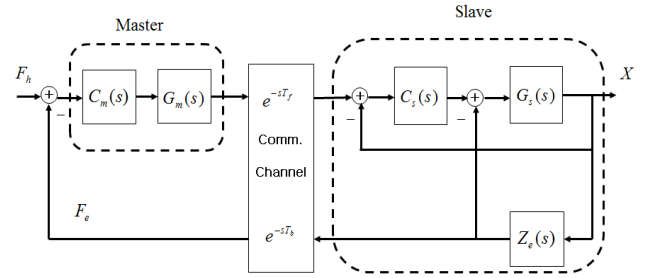 Master
Slave
F_h
+
−
C_m(s)
G_m(s)
e^{-sT_f}
Comm.
Channel
e^{-sT_b}
+
−
C_s(s)
+
−
G_s(s)
X
F_e
Z_e(s)